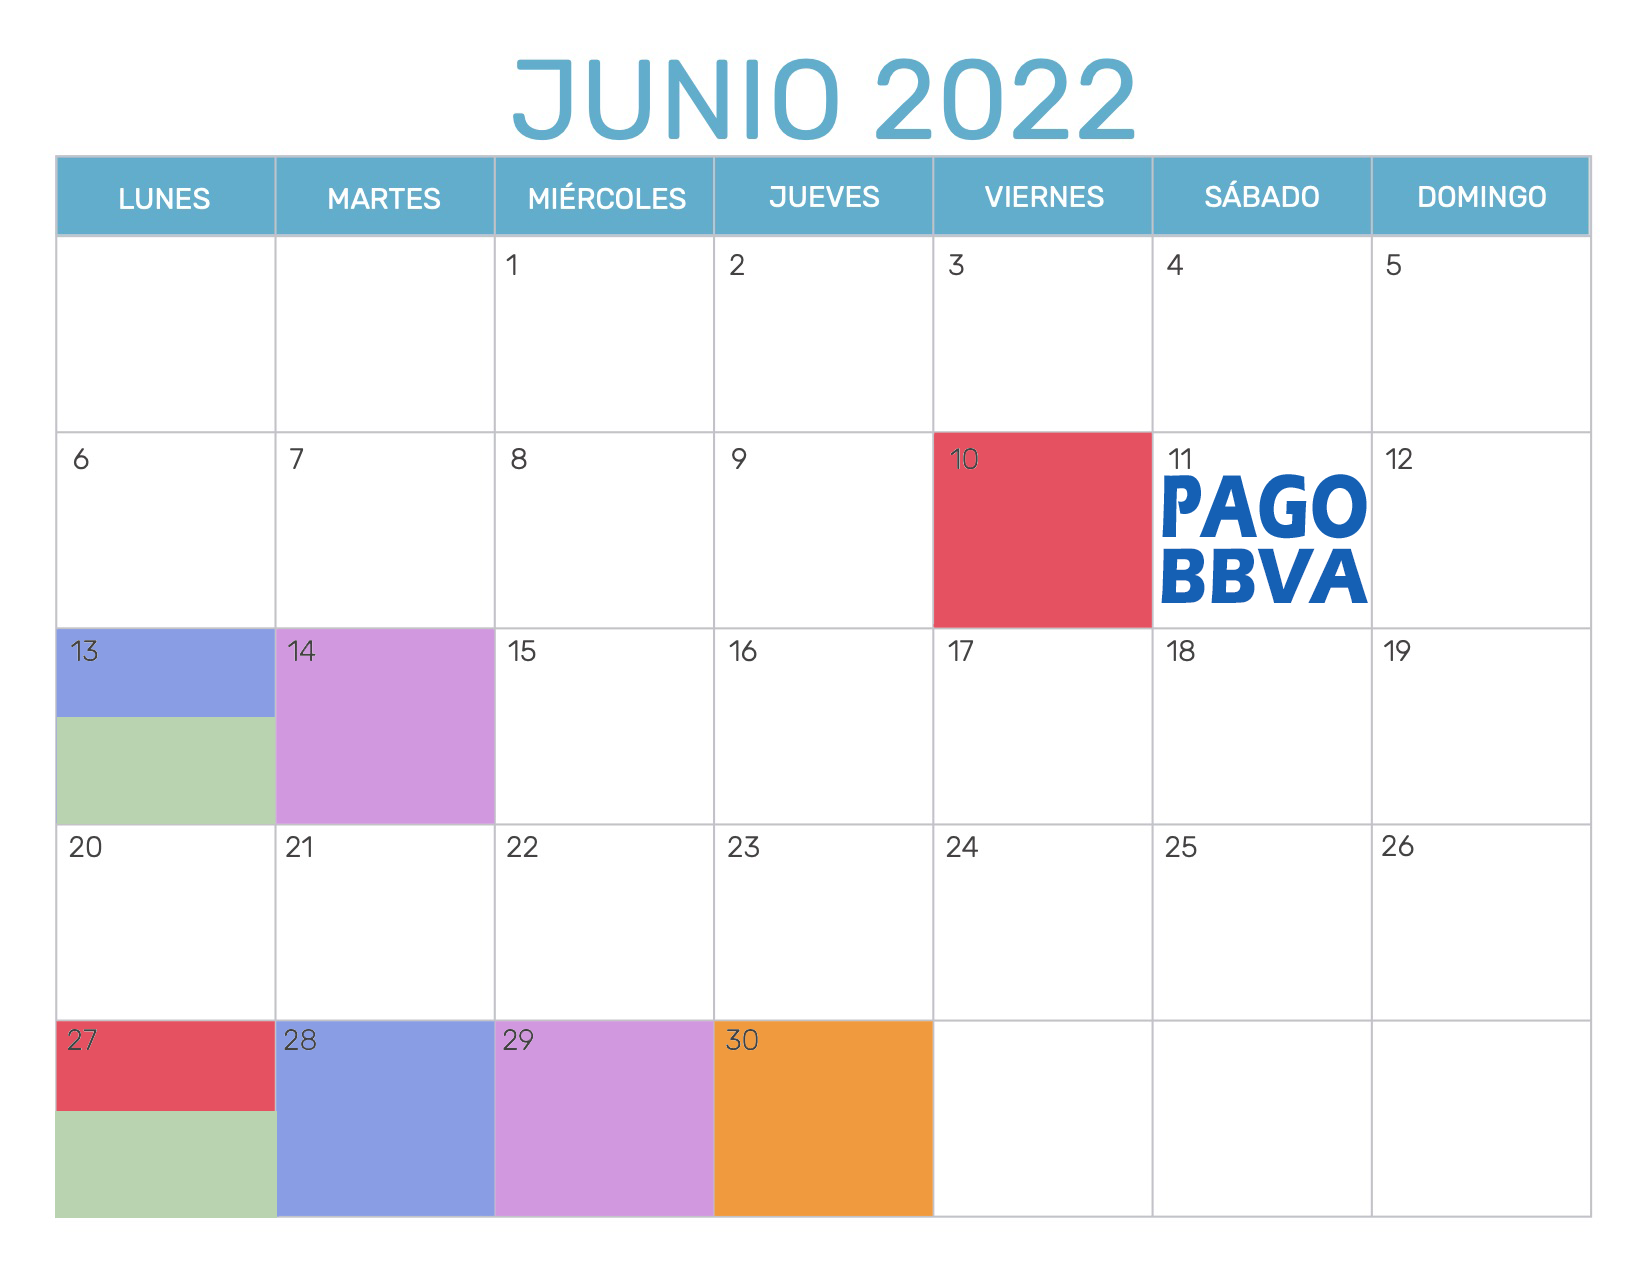 JUNIO 2022
LUNES MARTES MIÉRCOLES JUEVES VIERNES SÁBADO DOMINGO
1 2 3 4 5
6 7 8 9 10 11 12
PAGO
BBVA
13 14 15 16 17 18 19
20 21 22 23 24 25 26
27 28 29 30